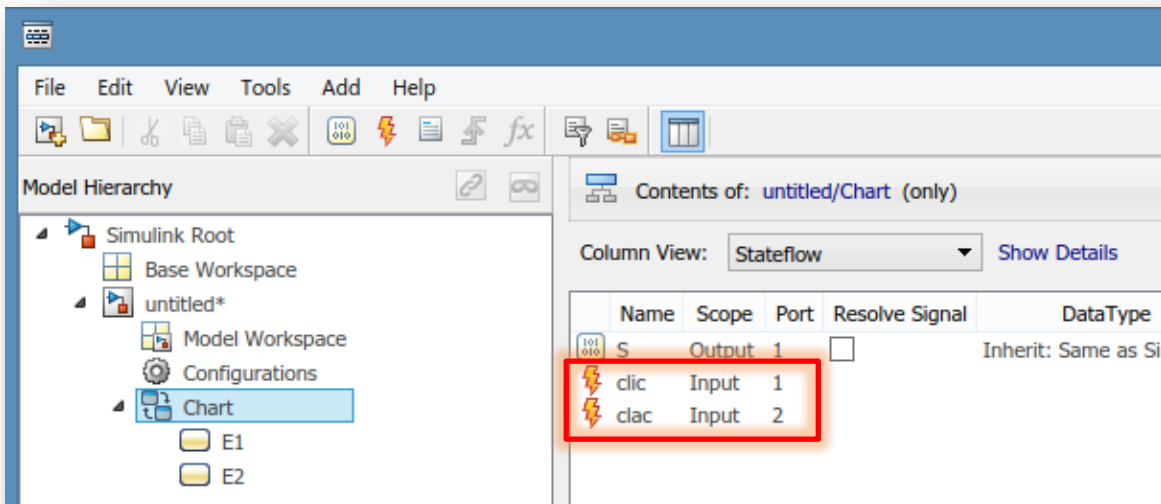 File Edit View Tools Add Help
fx
Model Hierarchy
Simulink Root
Base Workspace
untitled*
Model Workspace
Configurations
Chart
E1
E2
Contents of: untitled/Chart (only)
Column View: Stateflow Show Details
Name Scope Port Resolve Signal DataType
S Output 1 Inherit: Same as Si
clic Input 1
clac Input 2